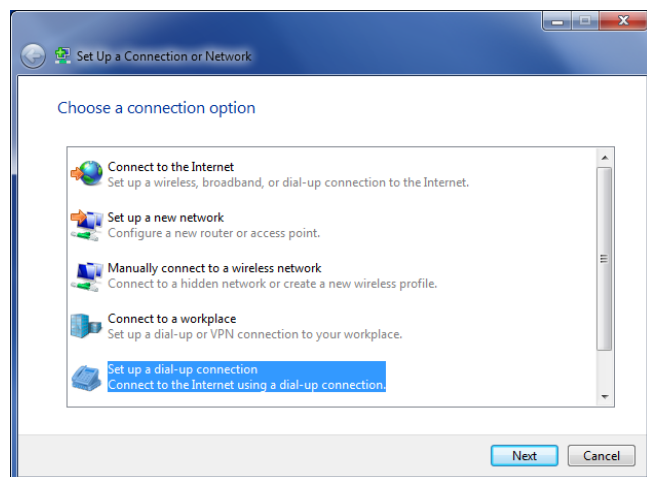 Set Up a Connection or Network
Choose a connection option
Connect to the Internet
Set up a wireless, broadband, or dial-up connection to the Internet.
Set up a new network
Configure a new router or access point.
Manually connect to a wireless network
Connect to a hidden network or create a new wireless profile.
Connect to a workplace
Set up a dial-up or VPN connection to your workplace.
Set up a dial-up connection
Connect to the Internet using a dial-up connection.
Next
Cancel